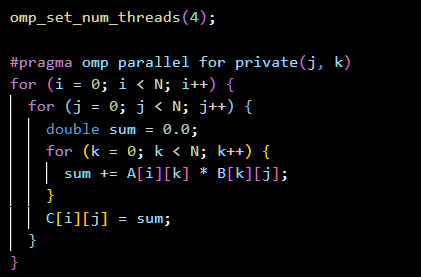 omp_set_num_threads(4);

#pragma omp parallel for private(j, k)
for (i = 0; i < N; i++) {
  for (j = 0; j < N; j++) {
    double sum = 0.0;
    for (k = 0; k < N; k++) {
      sum += A[i][k] * B[k][j];
    }
    C[i][j] = sum;
  }
}